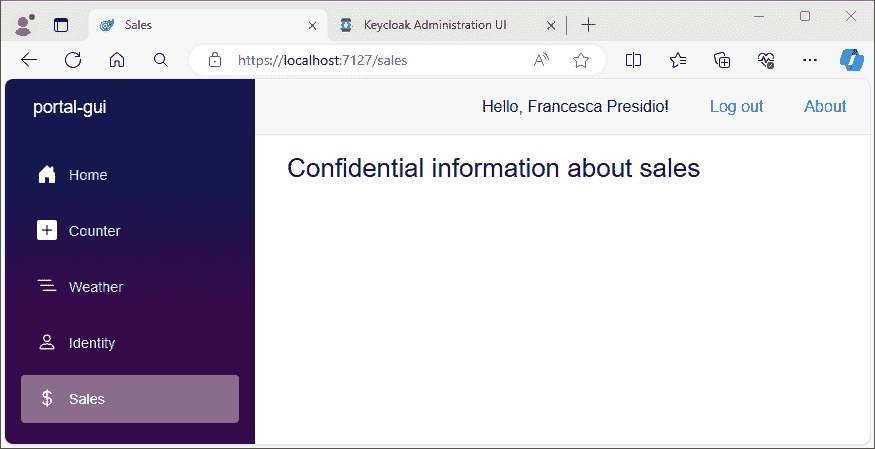 Sales
Keycloak Administration UI
https://localhost:7127/sales
portal-gui
Hello, Francesca Presidio!
Log out
About
Home
Counter
Weather
Identity
Sales
Confidential information about sales